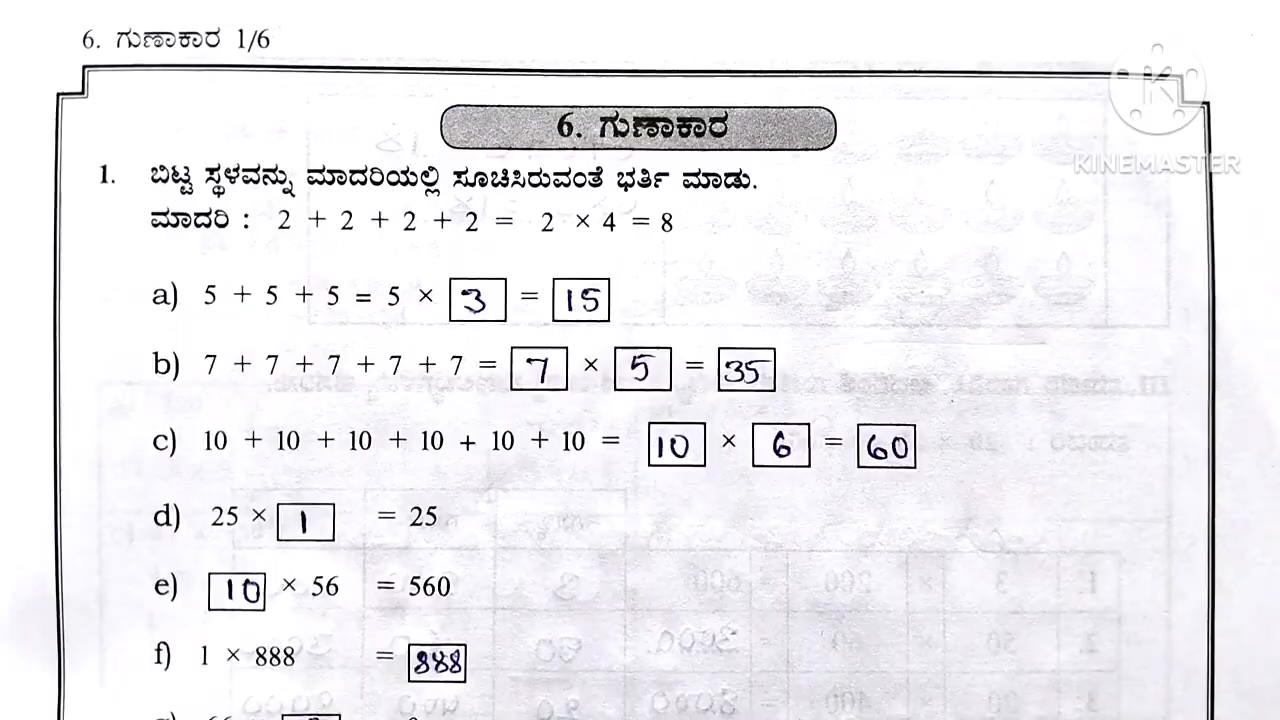 6. ಗುಣಾಕಾರ 1/6
KINEMASTER
6. ಗುಣಾಕಾರ
1. ಬಿಟ್ಟ ಸ್ಥಳವನ್ನು ಮಾದರಿಯಲ್ಲಿ ಸೂಚಿಸಿರುವಂತೆ ಭರ್ತಿ ಮಾಡು.
ಮಾದರಿ : 2 + 2 + 2 + 2 = 2 × 4 = 8
a) 5 + 5 + 5 = 5 × 3 = 15
b) 7 + 7 + 7 + 7 + 7 = 7 × 5 = 35
c) 10 + 10 + 10 + 10 + 10 + 10 = 10 × 6 = 60
d) 25 × 1 = 25
e) 10 × 56 = 560
f) 1 × 888 = 888